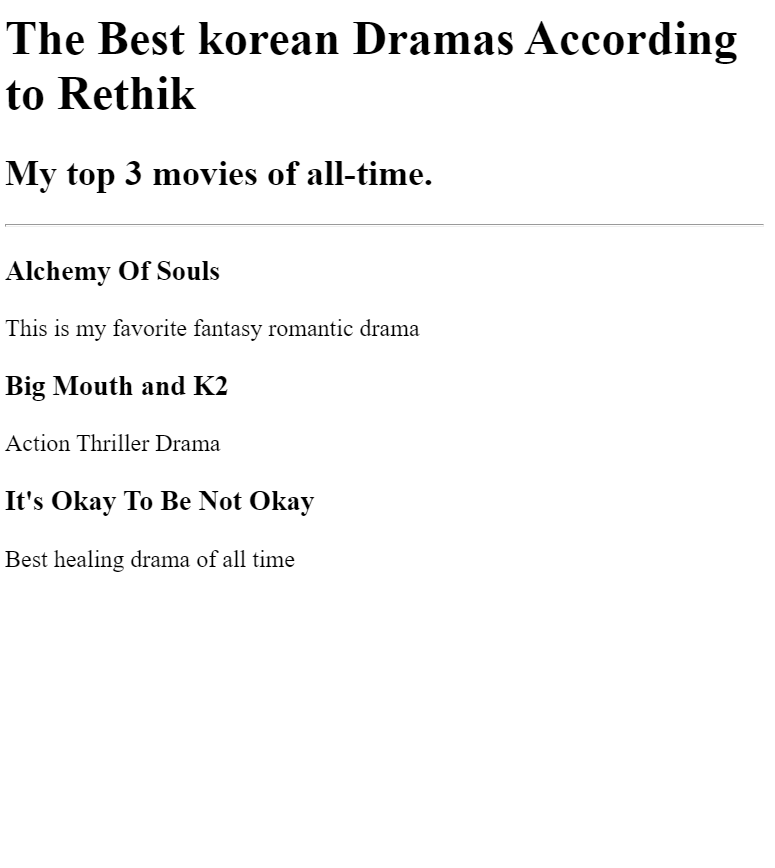 The Best korean Dramas According
to Rethik
My top 3 movies of all-time.
Alchemy Of Souls
This is my favorite fantasy romantic drama
Big Mouth and K2
Action Thriller Drama
It's Okay To Be Not Okay
Best healing drama of all time